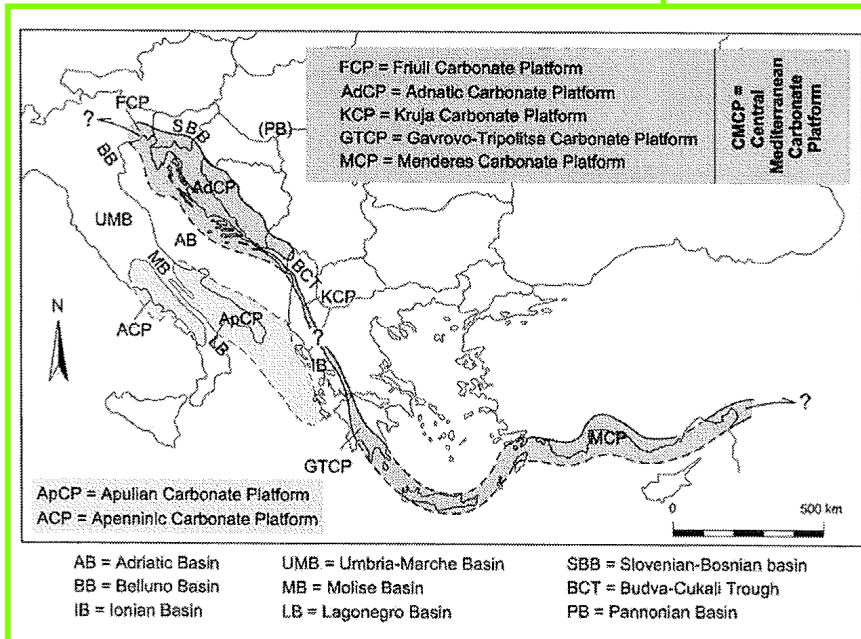 FCP = Friuli Carbonate Platform
AdCP = Adriatic Carbonate Platform
KCP = Kruja Carbonate Platform
GTCP = Gavrovo-Tripolitsa Carbonate Platform
MCP = Menderes Carbonate Platform
CMCP =
Central
Mediterranean
Carbonate
Platform
FCP
?
SBB
(PB)
BB
AdCP
UMB
AB
BCT
MB
KCP
N
ApCP
ACP
?
LB
IB
?
MCP
GTCP
ApCP = Apulian Carbonate Platform
ACP = Apenninic Carbonate Platform
0
500 km
AB = Adriatic Basin
UMB = Umbria-Marche Basin
SBB = Slovenian-Bosnian basin
BB = Belluno Basin
MB = Molise Basin
BCT = Budva-Cukali Trough
IB = Ionian Basin
LB = Lagonegro Basin
PB = Pannonian Basin